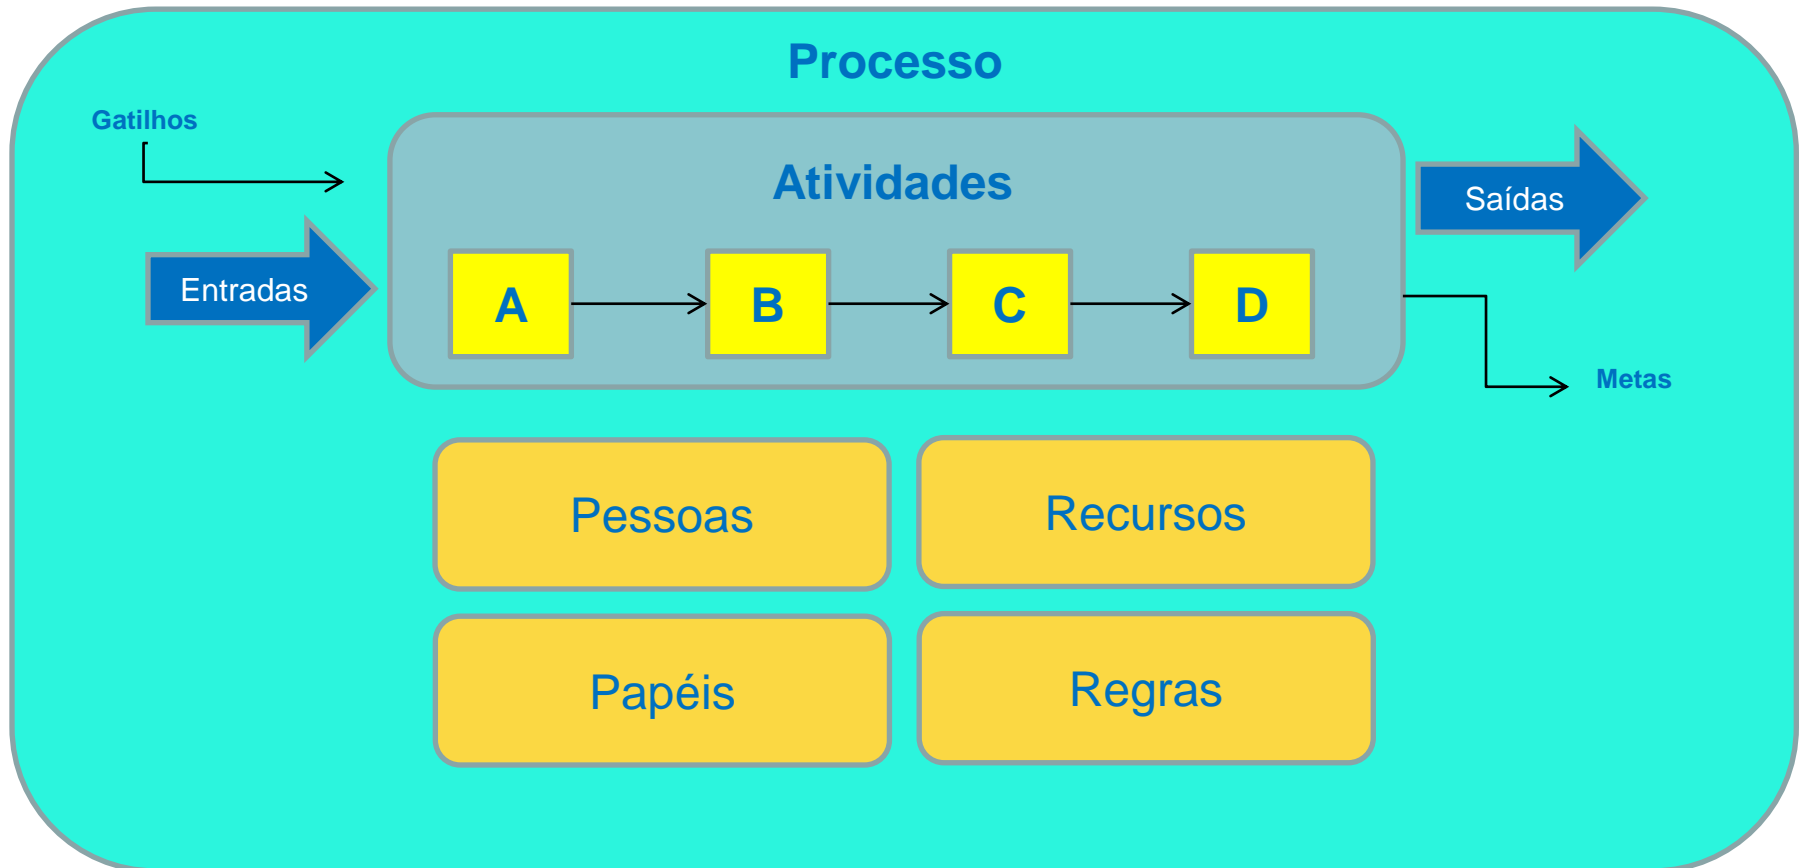 Processo
Gatilhos
Atividades
Saídas
Entradas
A
B
C
D
Metas
Pessoas
Recursos
Papéis
Regras